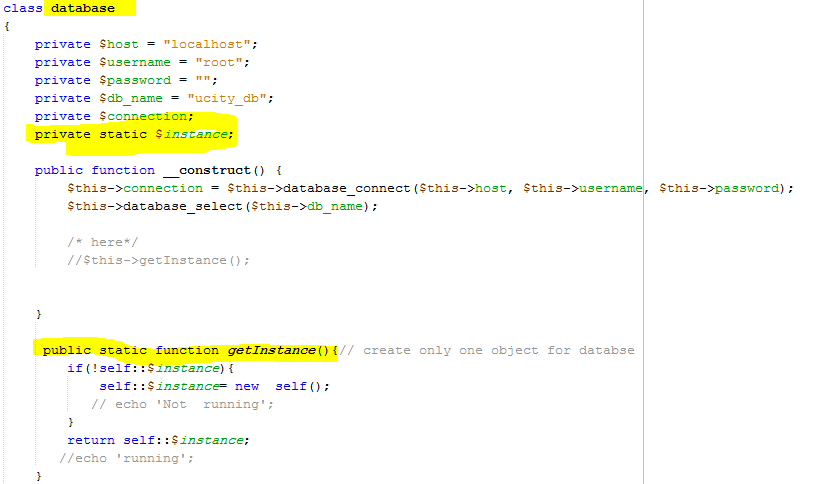 class database
{
    private $host = "localhost";
    private $username = "root";
    private $password = "";
    private $db_name = "ucity_db";
    private $connection;
    private static $instance;
    public function __construct() {
        $this->connection = $this->database_connect($this->host, $this->username, $this->password);
        $this->database_select($this->db_name);
        /* here*/
        //$this->getInstance();
    }
     public static function getInstance(){// create only one object for databse
        if(!self::$instance){
            self::$instance= new  self();
           // echo 'Not  running';
        }
        return self::$instance;
       //echo 'running';
    }